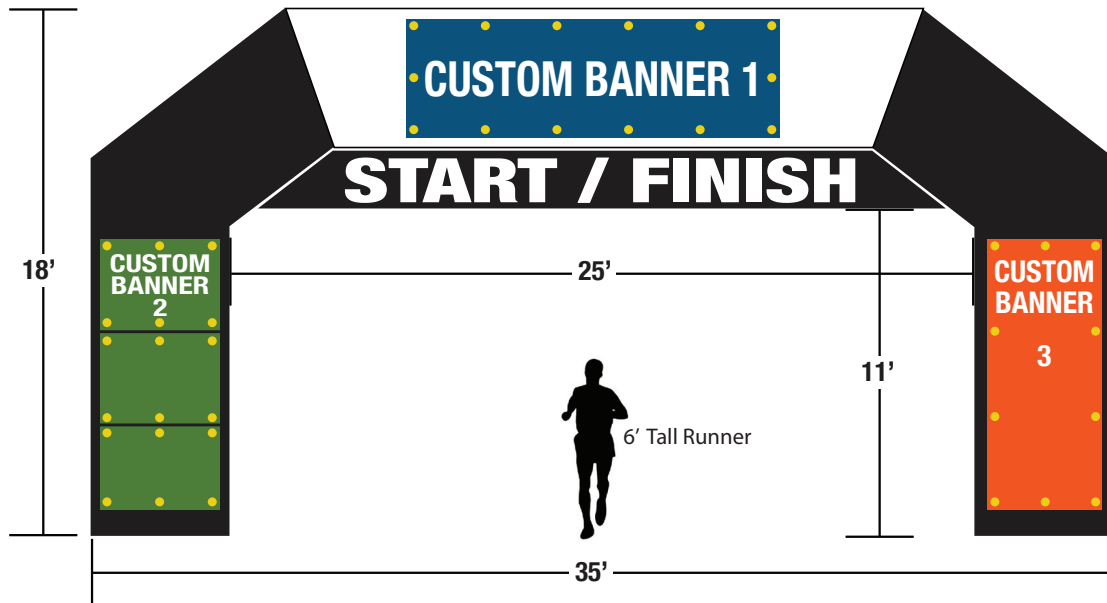 CUSTOM BANNER 1
START / FINISH
18’
CUSTOM
BANNER
2
25’
CUSTOM
BANNER
3
11’
6’ Tall Runner
35’